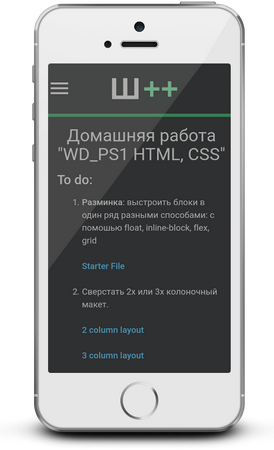 Ш++
Домашняя работа
"WD_PS1 HTML, CSS"
To do:
1. Разминка: выстроить блоки в
один ряд разными способами: с
помощью float, inline-block, flex,
grid
Starter File
2. Сверстать 2х или 3х колоночный
макет.
2 column layout
3 column layout